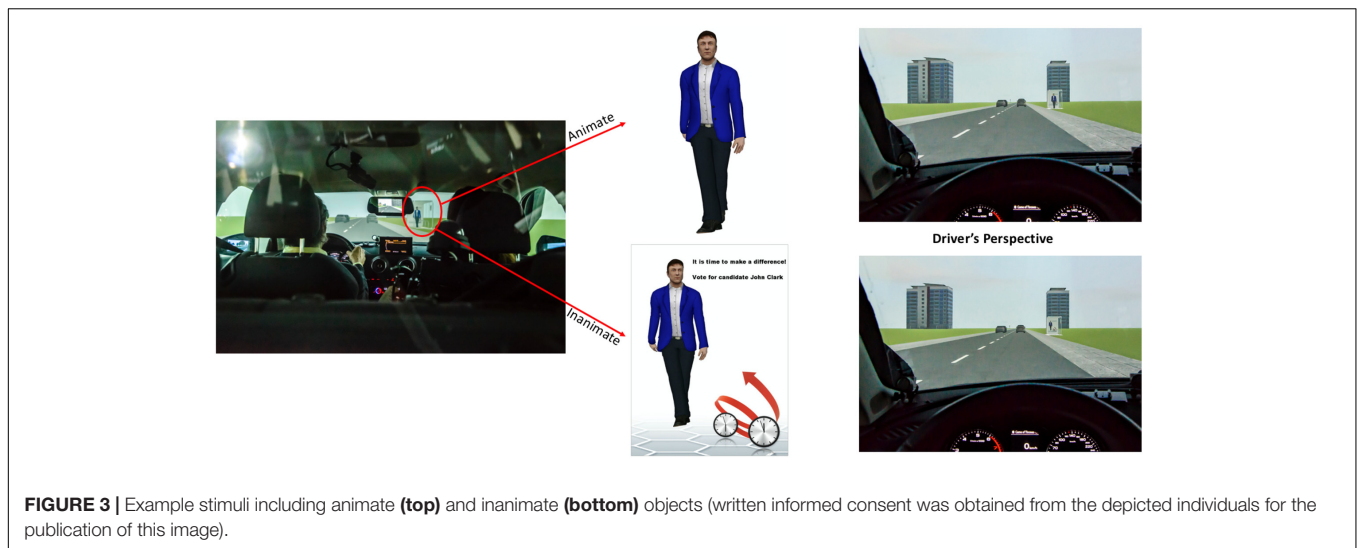 Animate
Inanimate
It is time to make a difference!
Vote for candidate John Clark
Driver's Perspective
FIGURE 3 | Example stimuli including animate (top) and inanimate (bottom) objects (written informed consent was obtained from the depicted individuals for the
publication of this image).